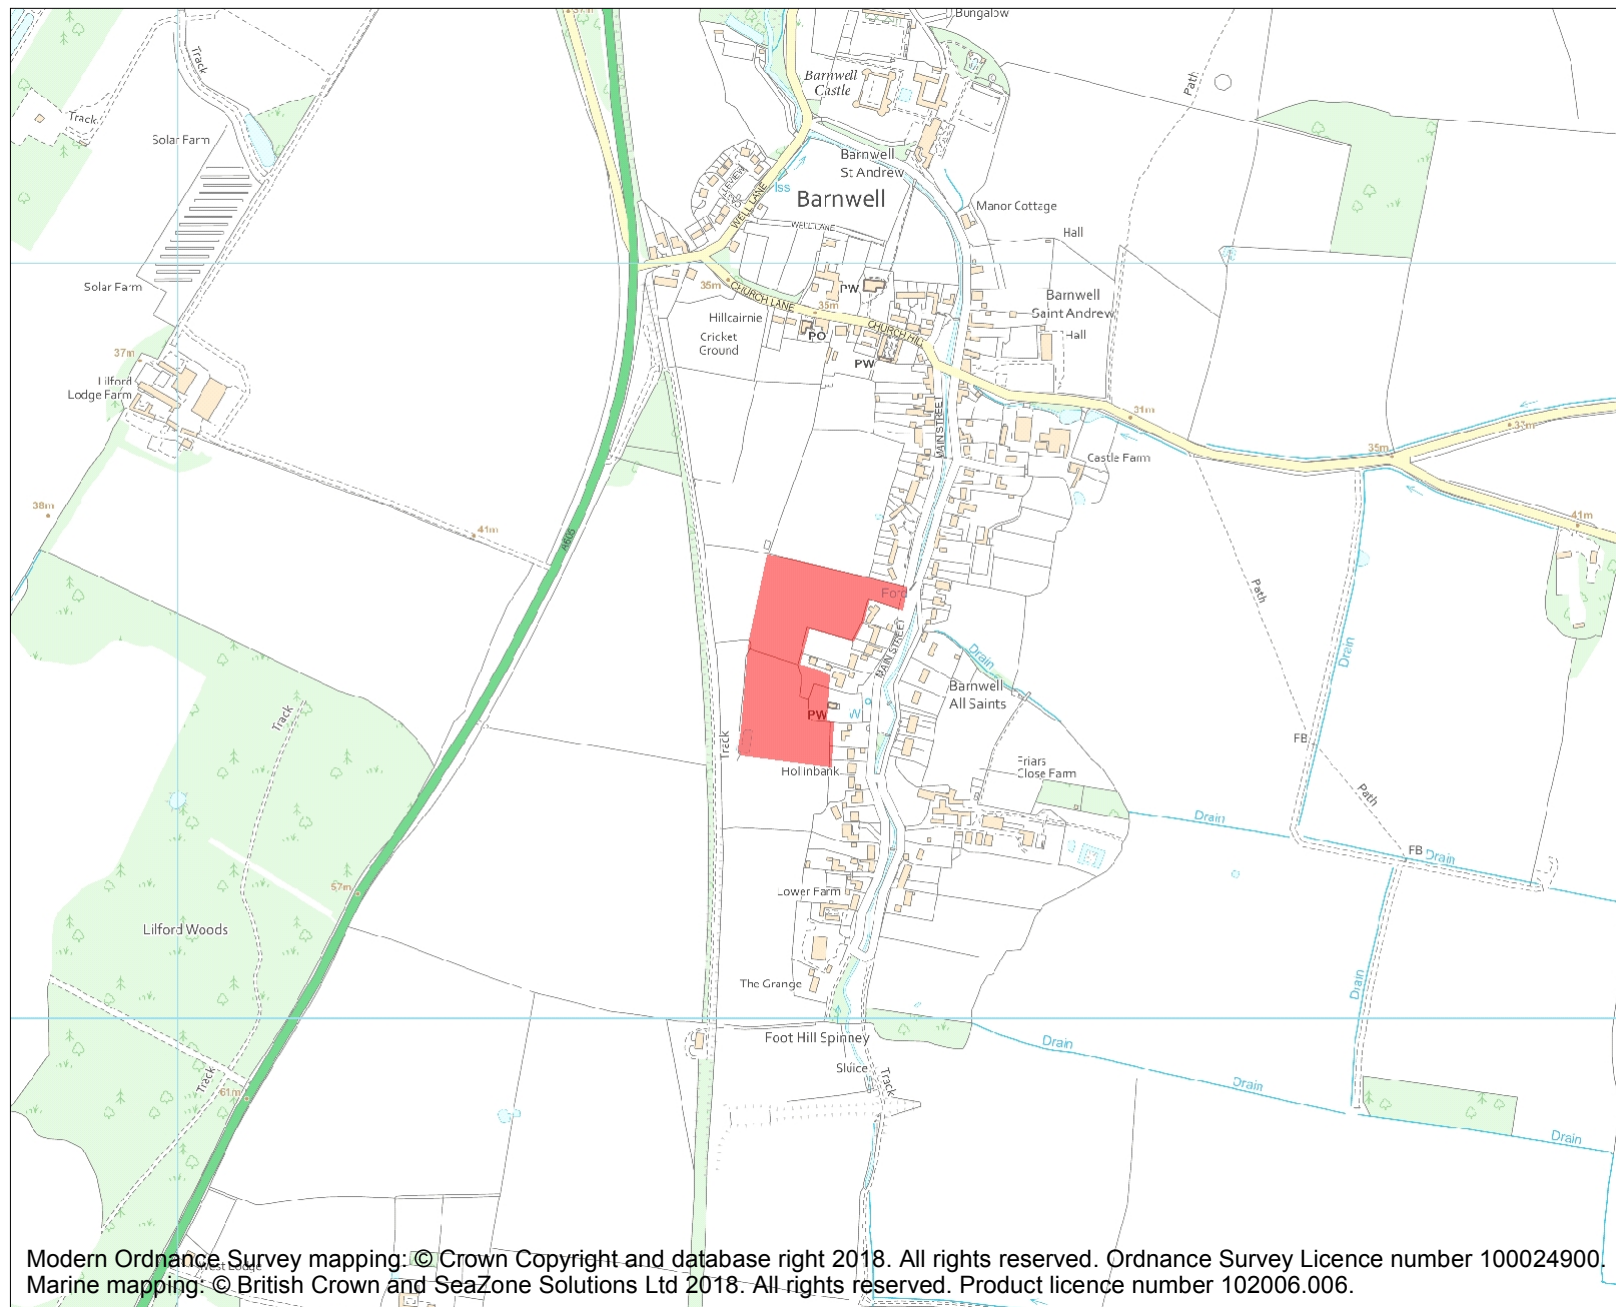 Bungalow
37m
Track
Path
Barnwell
Castle
Track
Solar Farm
Barnwell
St Andrew
Iss
Barnwell
Manor Cottage
WELL LANE
WELL LANE
Hall
Solar Farm
35m
CHURCH LANE
PW
35m
Barnwell
Saint Andrew
Hillcairnie
Cricket
Ground
PO
CHURCH HILL
Hall
37m
PW
Lilford
Lodge Farm
31m
MAIN STREET
33m
35m
Castle Farm
38m
41m
41m
A605
Path
Ford
MAIN STREET
Drain
Drain
Barnwell
All Saints
Track
PW
W
Track
FB
Hollinbank
Friars
Close Farm
Path
Drain
FB
Drain
57m
Lower Farm
Lilford Woods
The Grange
Drain
Foot Hill Spinney
Drain
Sluice
Track
Track
61m
Drain
Drain
West Lodge
Modern Ordnance Survey mapping: © Crown Copyright and database right 2018. All rights reserved. Ordnance Survey Licence number 100024900.
Marine mapping: © British Crown and SeaZone Solutions Ltd 2018. All rights reserved. Product licence number 102006.006.